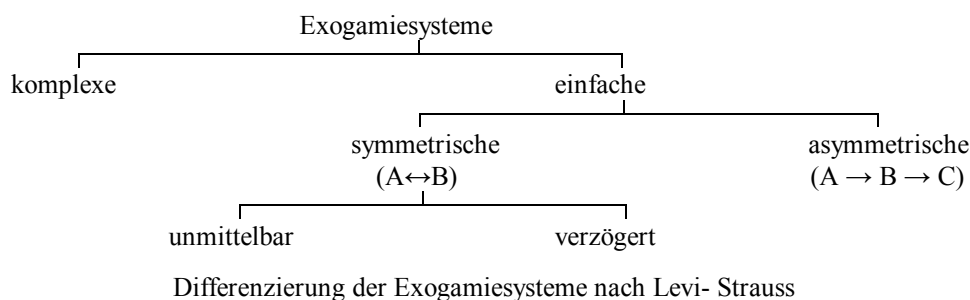 Exogamiesysteme
komplexe einfache
symmetrische asymmetrische
(A↔B) (A → B → C)
unmittelbar verzögert
Differenzierung der Exogamiesysteme nach Levi- Strauss